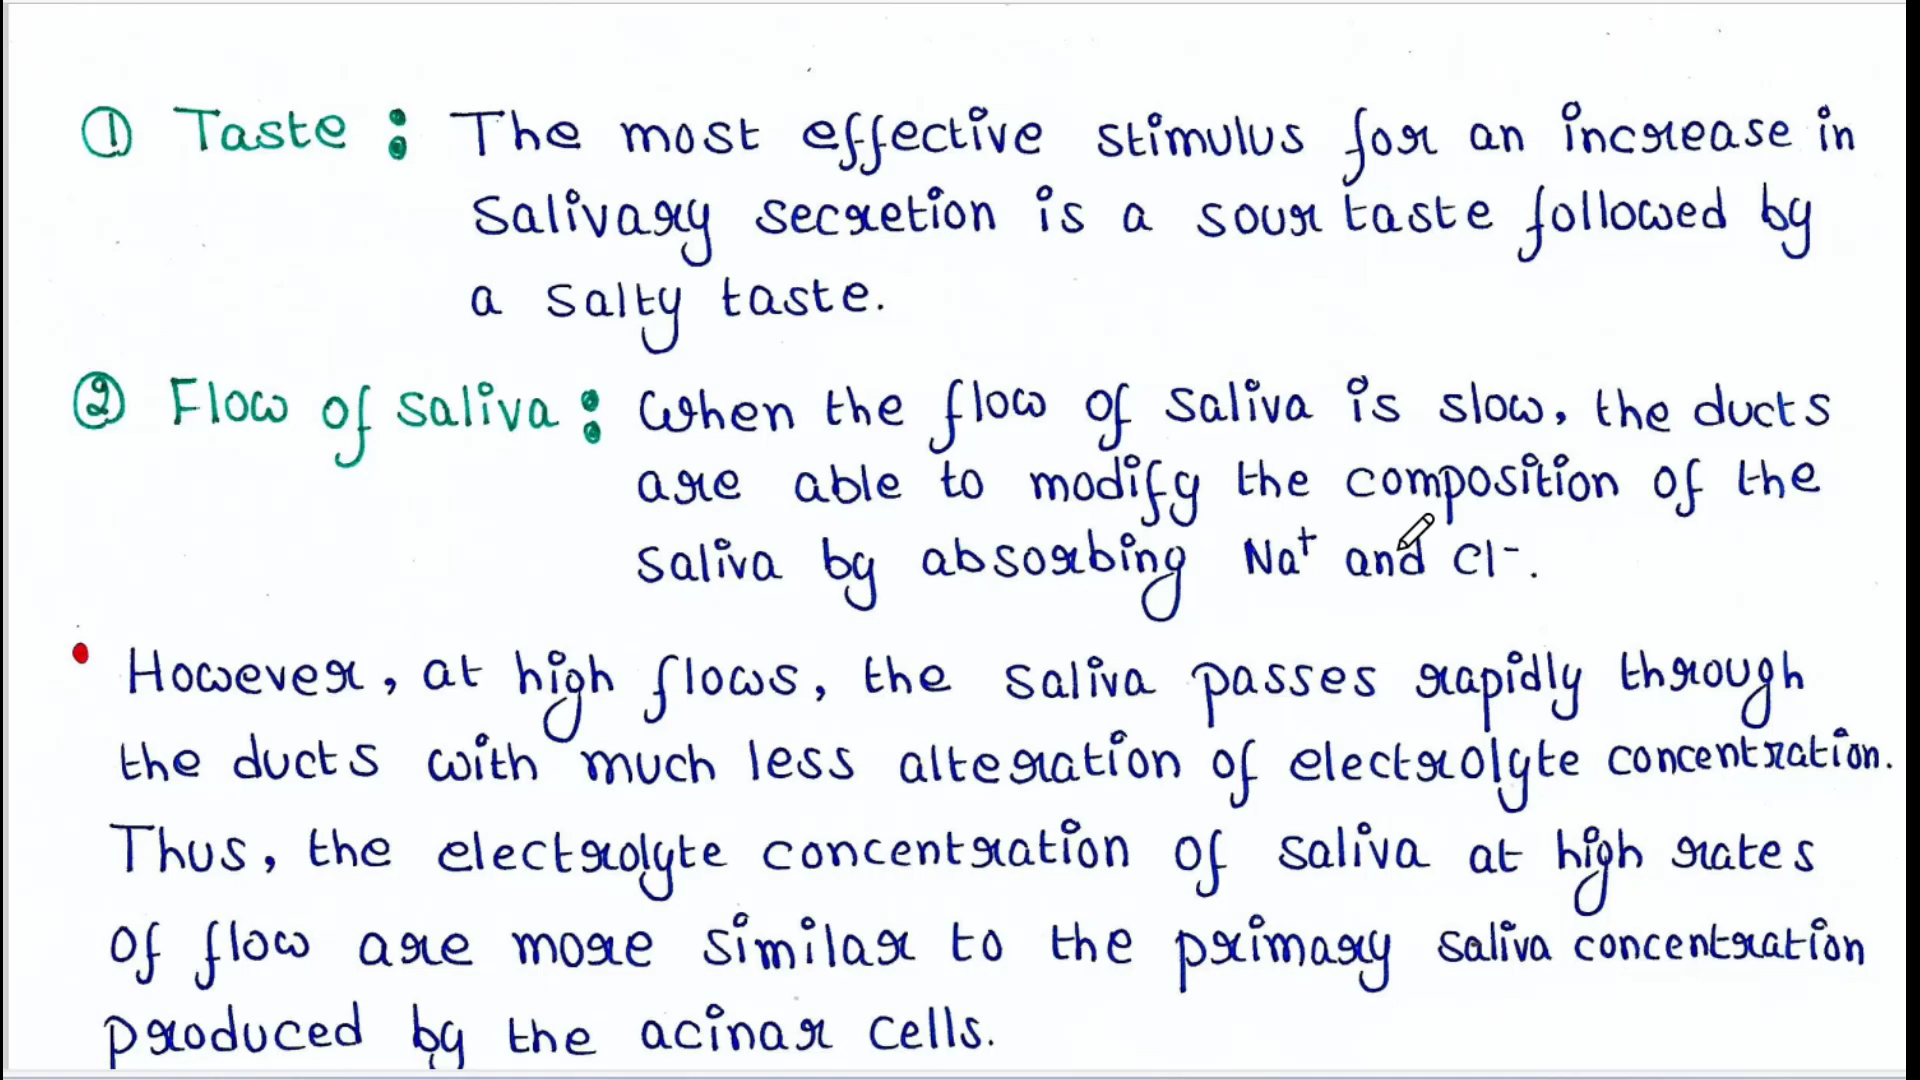 ① Taste : The most effective stimulus for an increase in
salivary secretion is a sour taste followed by
a salty taste.
② Flow of saliva : When the flow of saliva is slow, the ducts
are able to modify the composition of the
saliva by absorbing Na⁺ and Cl⁻.
• However, at high flows, the saliva passes rapidly through
the ducts with much less alteration of electrolyte concentration.
Thus, the electrolyte concentration of saliva at high rates
of flow are more similar to the primary saliva concentration
produced by the acinar cells.